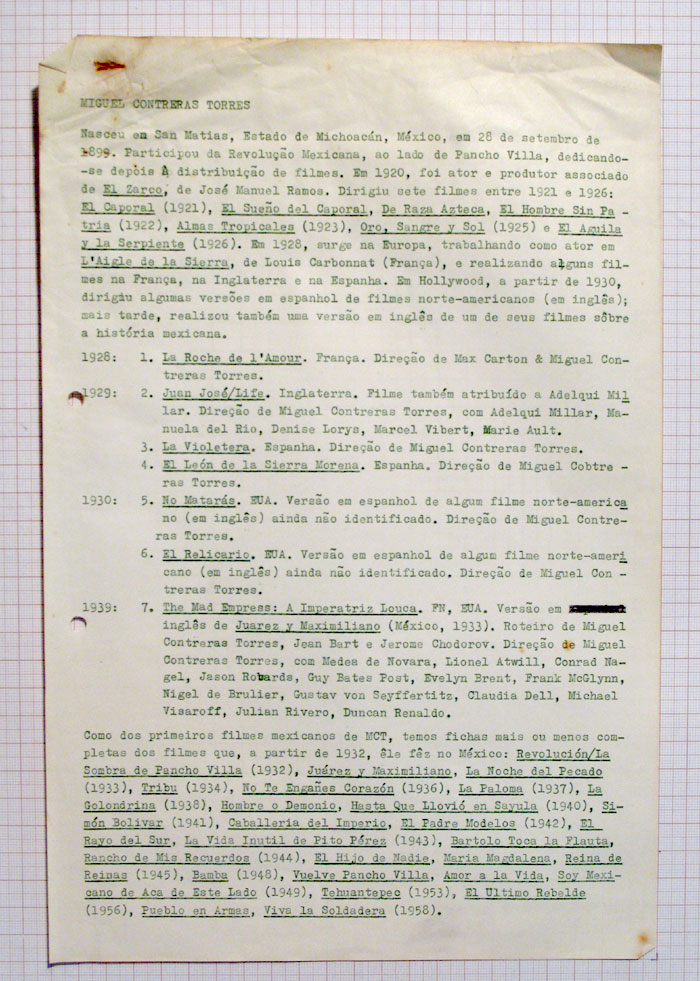 MIGUEL CONTRERAS TORRES
Nasceu em San Matias, Estado de Michoacán, México, em 28 de setembro de
1899. Participou da Revolução Mexicana, ao lado de Pancho Villa, dedicando-
-se depois à distribuição de filmes. Em 1920, foi ator e produtor associado
de El Zarco, de José Manuel Ramos. Dirigiu sete filmes entre 1921 e 1926:
El Caporal (1921), El Sueño del Caporal, De Raza Azteca, El Hombre Sin Pa -
tria (1922), Almas Tropicales (1923), Oro, Sangre y Sol (1925) e El Aguila
y la Serpiente (1926). Em 1928, surge na Europa, trabalhando como ator em
L'Aigle de la Sierra, de Louis Carbonnat (França), e realizando alguns fil-
mes na França, na Inglaterra e na Espanha. Em Hollywood, a partir de 1930,
dirigiu algumas versões em espanhol de filmes norte-americanos (em inglês);
mais tarde, realizou também uma versão em inglês de um de seus filmes sôbre
a história mexicana.
1928: 1. La Roche de l'Amour. França. Direção de Max Carton & Miguel Con-
treras Torres.
1929: 2. Juan José/Life. Inglaterra. Filme também atribuído a Adelqui Mil
lar. Direção de Miguel Contreras Torres, com Adelqui Millar, Ma-
nuela del Rio, Denise Lorys, Marcel Vibert, Marie Ault.
3. La Violetera. Espanha. Direção de Miguel Contreras Torres.
4. El León de la Sierra Morena. Espanha. Direção de Miguel Cobtre -
ras Torres.
1930: 5. No Matarás. EUA. Versão em espanhol de algum filme norte-america
no (em inglês) ainda não identificado. Direção de Miguel Contre-
ras Torres.
6. El Relicario. EUA. Versão em espanhol de algum filme norte-ameri
cano (em inglês) ainda não identificado. Direção de Miguel Con -
treras Torres.
1939: 7. The Mad Empress: A Imperatriz Louca. FN, EUA. Versão em
inglês de Juarez y Maximiliano (México, 1933). Roteiro de Miguel
Contreras Torres, Jean Bart e Jerome Chodorov. Direção de Miguel
Contreras Torres, com Medea de Novara, Lionel Atwill, Conrad Na-
gel, Jason Robards, Guy Bates Post, Evelyn Brent, Frank McGlynn,
Nigel de Brulier, Gustav von Seyffertitz, Claudia Dell, Michael
Visaroff, Julian Rivero, Duncan Renaldo.
Como dos primeiros filmes mexicanos de MCT, temos fichas mais ou menos com-
pletas dos filmes que, a partir de 1932, êle fêz no México: Revolución/La
Sombra de Pancho Villa (1932), Juárez y Maximiliano, La Noche del Pecado
(1933), Tribu (1934), No Te Engañes Corazón (1936), La Paloma (1937), La
Golondrina (1938), Hombre o Demonio, Hasta Que Llovió en Sayula (1940), Si-
món Bolivar (1941), Caballeria del Imperio, El Padre Modelos (1942), El
Rayo del Sur, La Vida Inutil de Pito Pérez (1943), Bartolo Toca la Flauta,
Rancho de Mis Recuerdos (1944), El Hijo de Nadie, Maria Magdalena, Reina de
Reinas (1945), Bamba (1948), Vuelve Pancho Villa, Amor a la Vida, Soy Mexi-
cano de Aca de Este Lado (1949), Tehuantepec (1953), El Ultimo Rebelde
(1956), Pueblo en Armas, Viva la Soldadera (1958).